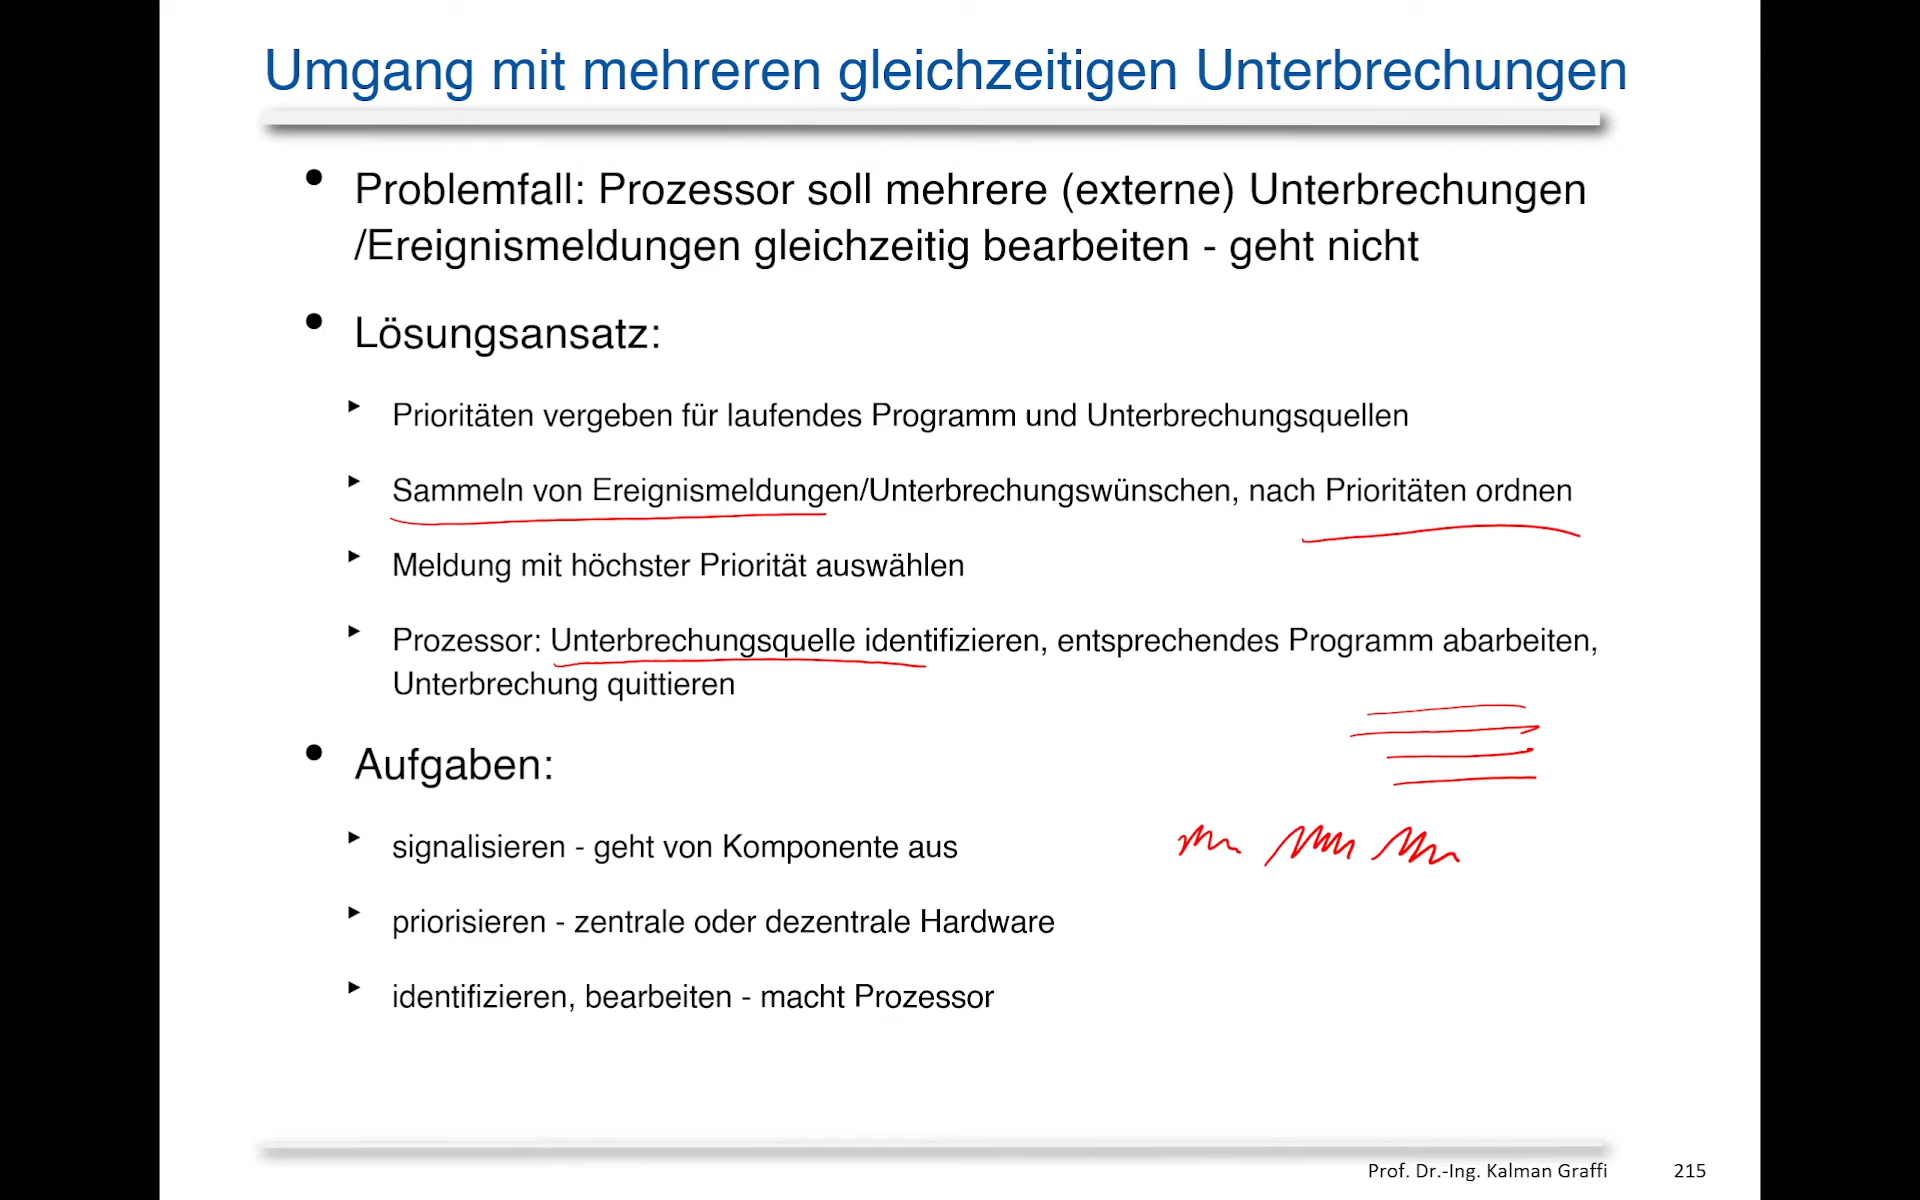 Umgang mit mehreren gleichzeitigen Unterbrechungen
• Problemfall: Prozessor soll mehrere (externe) Unterbrechungen
/Ereignismeldungen gleichzeitig bearbeiten - geht nicht
• Lösungsansatz:
‣ Prioritäten vergeben für laufendes Programm und Unterbrechungsquellen
‣ Sammeln von Ereignismeldungen/Unterbrechungswünschen, nach Prioritäten ordnen
‣ Meldung mit höchster Priorität auswählen
‣ Prozessor: Unterbrechungsquelle identifizieren, entsprechendes Programm abarbeiten,
Unterbrechung quittieren
• Aufgaben:
‣ signalisieren - geht von Komponente aus
‣ priorisieren - zentrale oder dezentrale Hardware
‣ identifizieren, bearbeiten - macht Prozessor
Prof. Dr.-Ing. Kalman Graffi 215